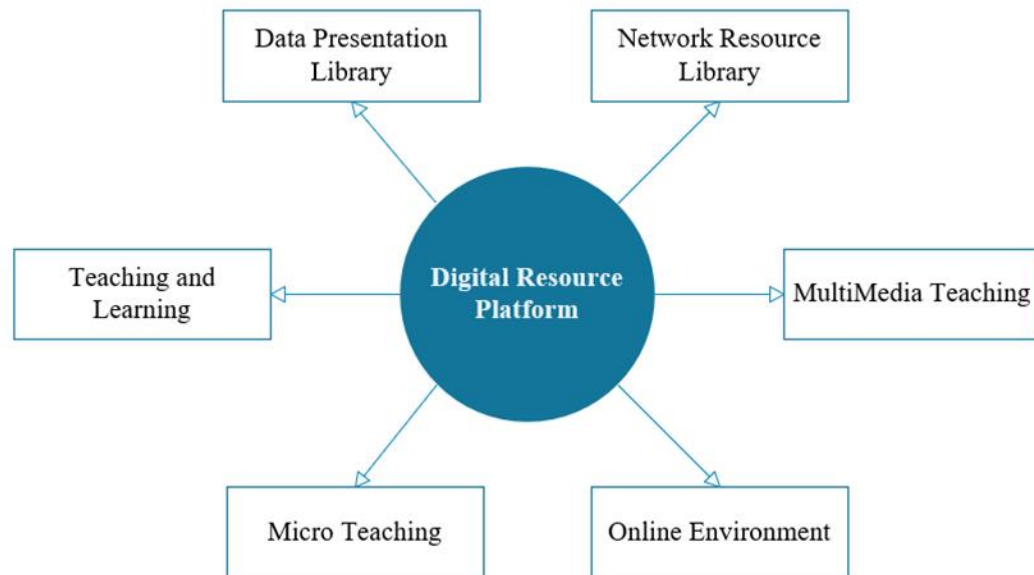 Data Presentation
Library
Network Resource
Library
Teaching and
Learning
Digital Resource
Platform
MultiMedia Teaching
Micro Teaching
Online Environment